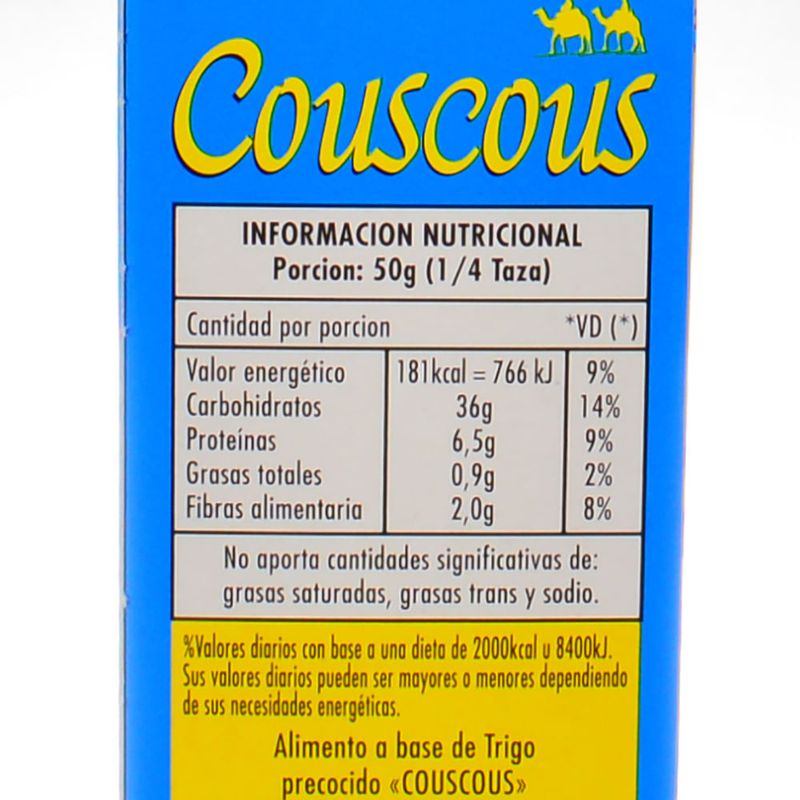 Couscous
INFORMACION NUTRICIONAL
Porcion: 50g (1/4 Taza)
Cantidad por porcion *VD (*)
Valor energético 181kcal = 766 kJ 9%
Carbohidratos 36g 14%
Proteínas 6,5g 9%
Grasas totales 0,9g 2%
Fibras alimentaria 2,0g 8%
No aporta cantidades significativas de:
grasas saturadas, grasas trans y sodio.
%Valores diarios con base a una dieta de 2000kcal u 8400kJ.
Sus valores diarios pueden ser mayores o menores dependiendo
de sus necesidades energéticas.
Alimento a base de Trigo
precocido «COUSCOUS»